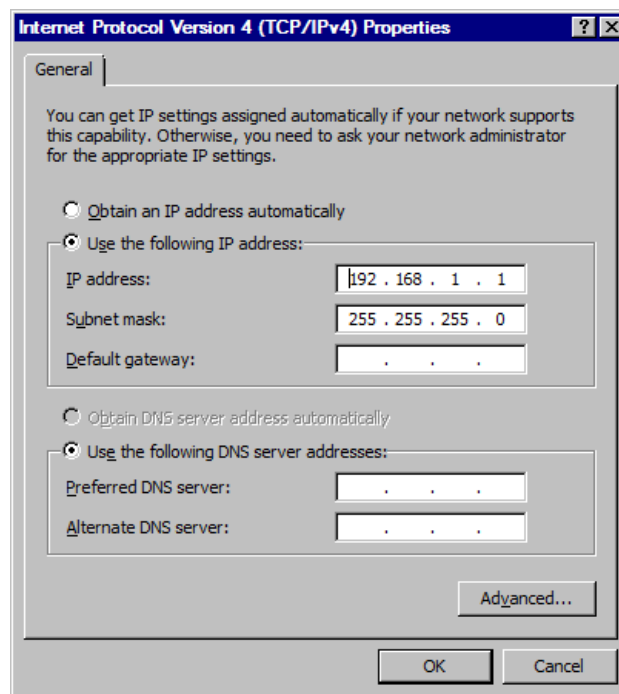 Internet Protocol Version 4 (TCP/IPv4) Properties
General
You can get IP settings assigned automatically if your network supports
this capability. Otherwise, you need to ask your network administrator
for the appropriate IP settings.
Obtain an IP address automatically
Use the following IP address:
IP address: 192 . 168 . 1 . 1
Subnet mask: 255 . 255 . 255 . 0
Default gateway: . . .
Obtain DNS server address automatically
Use the following DNS server addresses:
Preferred DNS server: . . .
Alternate DNS server: . . .
Advanced...
OK Cancel